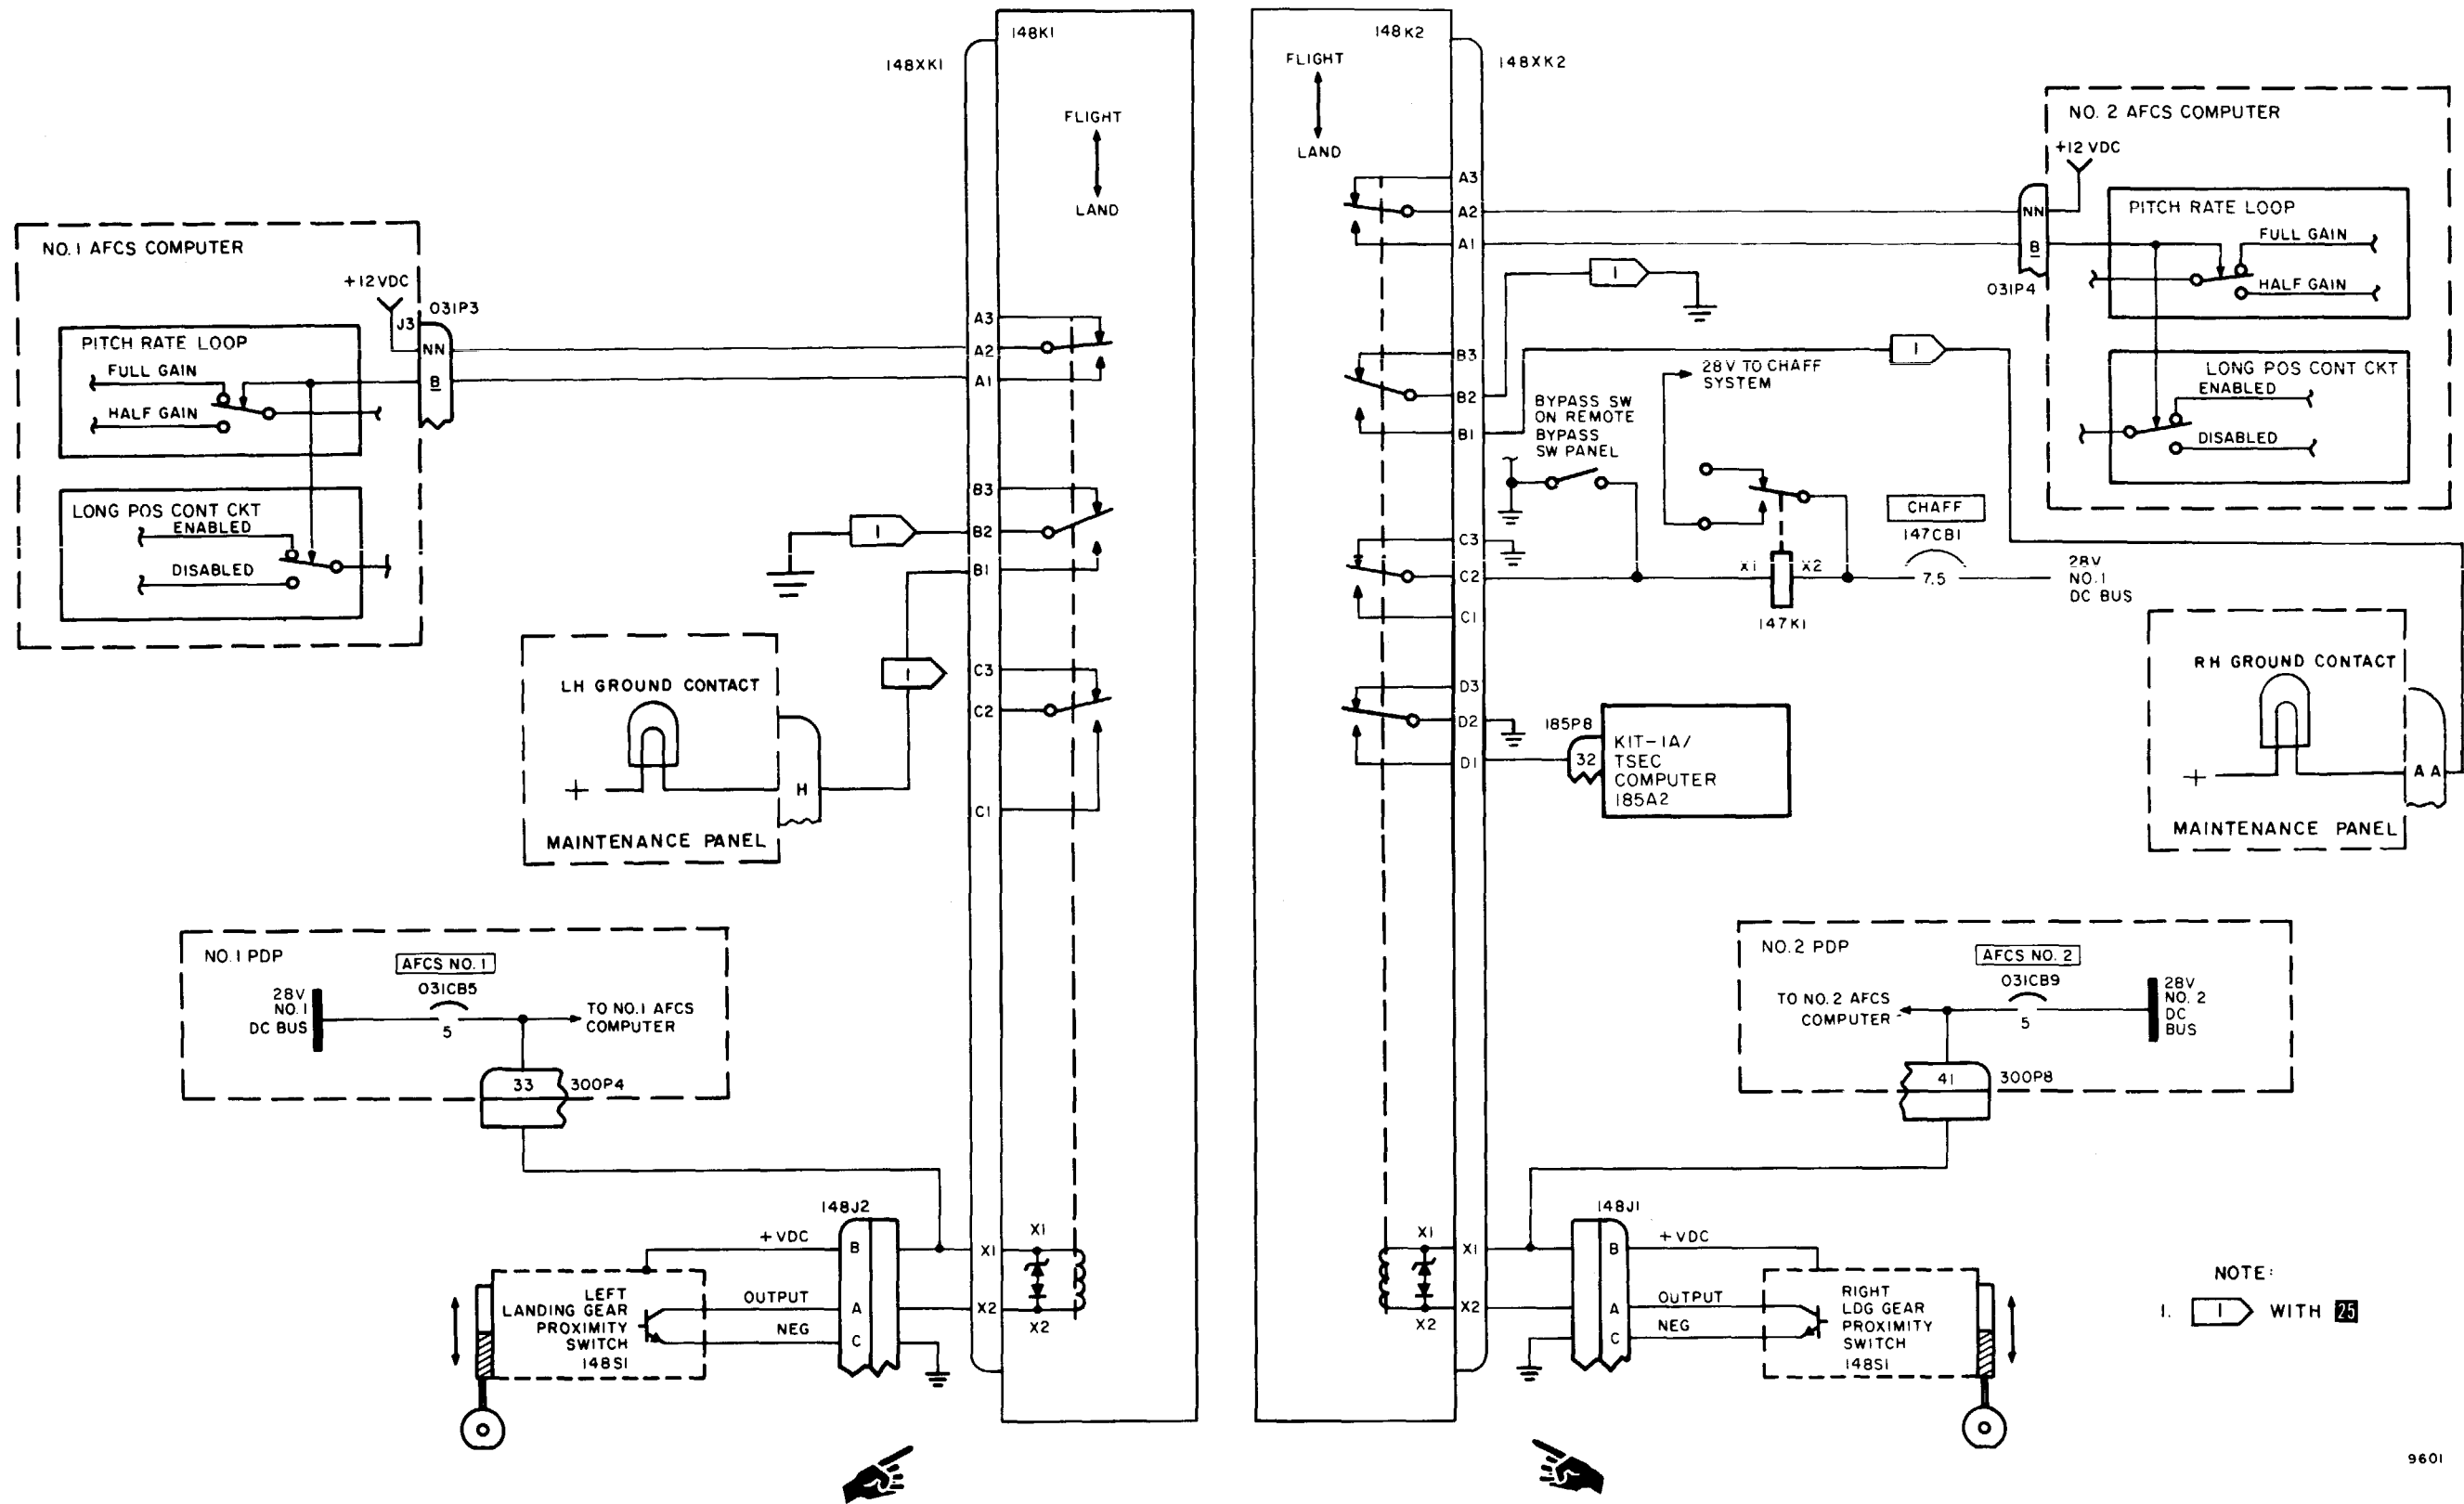 148K1
148XK1
FLIGHT
LAND
A3
A2
A1
B3
B2
B1
C3
C2
C1
X1
X2
X1
X2
NO.1 AFCS COMPUTER
+12VDC
J3
031P3
NN
B
PITCH RATE LOOP
FULL GAIN
HALF GAIN
LONG POS CONT CKT
ENABLED
DISABLED
1
1
LH GROUND CONTACT
+
H
MAINTENANCE PANEL
NO.1 PDP
AFCS NO. 1
031CB5
5
28V
NO.1
DC BUS
TO NO.1 AFCS
COMPUTER
33
300P4
148J2
+VDC
B
OUTPUT
A
NEG
C
LEFT
LANDING GEAR
PROXIMITY
SWITCH
148S1
148K2
148XK2
FLIGHT
LAND
A3
A2
A1
B3
B2
B1
C3
C2
C1
D3
D2
D1
X1
X2
X1
X2
NO. 2 AFCS COMPUTER
+12 VDC
NN
B
031P4
PITCH RATE LOOP
FULL GAIN
HALF GAIN
LONG POS CONT CKT
ENABLED
DISABLED
1
1
28V TO CHAFF
SYSTEM
BYPASS SW
ON REMOTE
BYPASS
SW PANEL
CHAFF
147CB1
7.5
X1
X2
147K1
28V
NO.1
DC BUS
185P8
32
KIT-1A/
TSEC
COMPUTER
185A2
RH GROUND CONTACT
+
AA
MAINTENANCE PANEL
NO.2 PDP
AFCS NO. 2
031CB9
5
TO NO.2 AFCS
COMPUTER
28V
NO. 2
DC
BUS
41
300P8
148J1
B
+VDC
A
OUTPUT
C
NEG
RIGHT
LDG GEAR
PROXIMITY
SWITCH
148S1
NOTE:
1. 1 WITH 25
9601